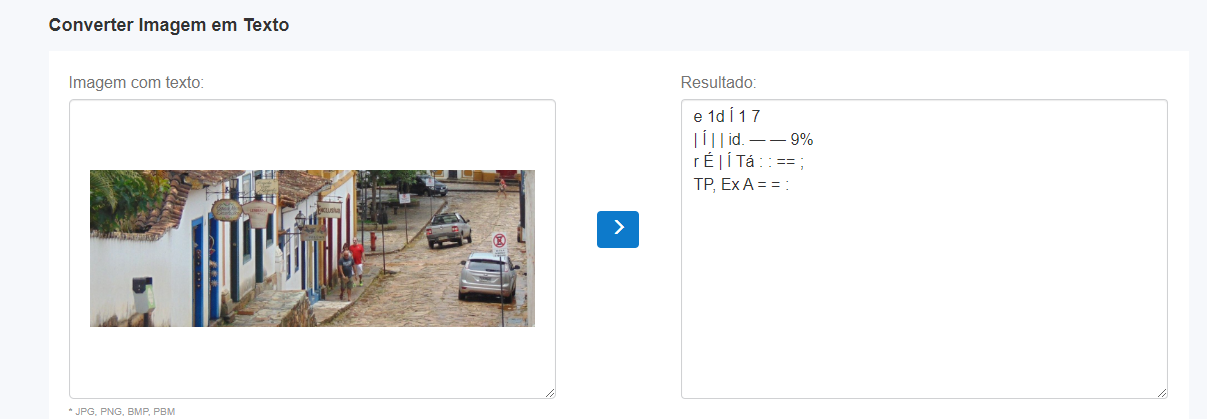 Converter Imagem em Texto
Imagem com texto:
Resultado:
e 1d Í 1 7
| Í | | id. — — 9%
r É | Í Tá : : == ;
TP, Ex A = = :
* JPG, PNG, BMP, PBM